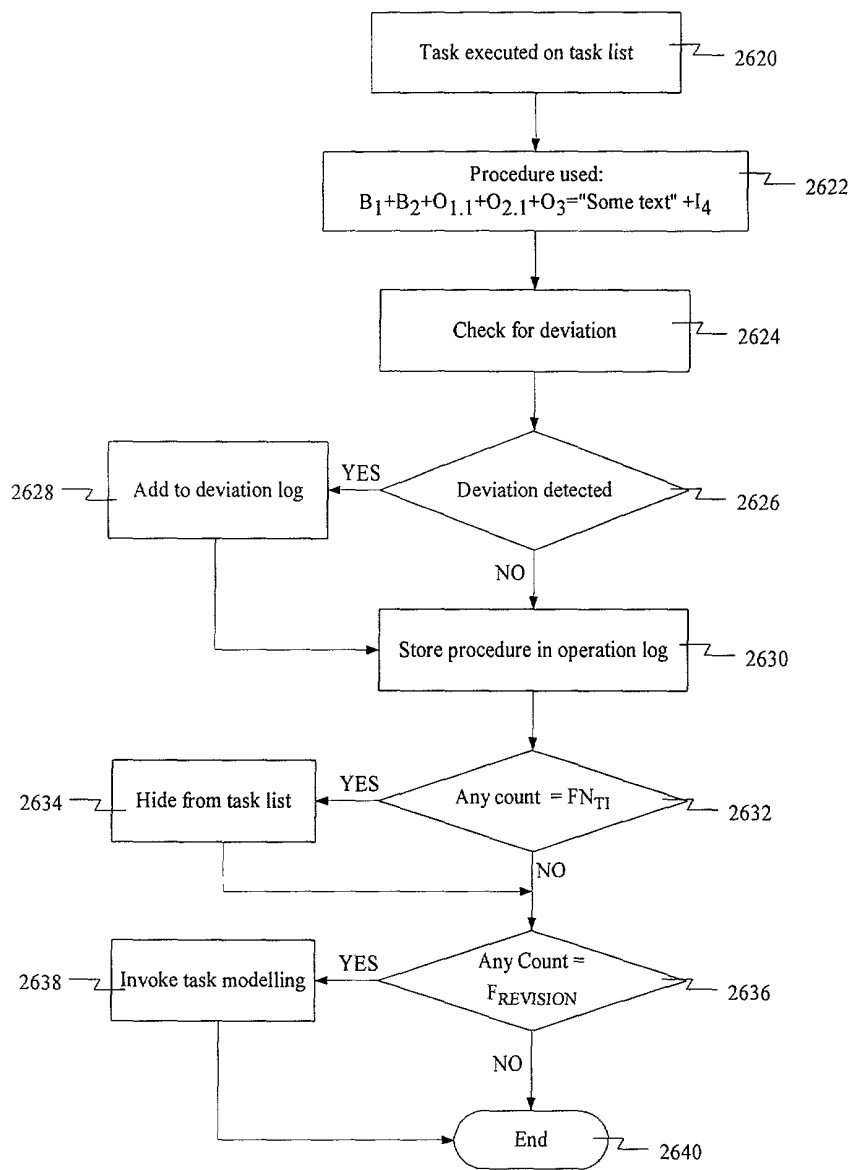 Task executed on task list
2620
Procedure used:
B1+B2+O1.1+O2.1+O3="Some text" +I4
2622
Check for deviation
2624
2628
Add to deviation log
YES
Deviation detected
2626
NO
Store procedure in operation log
2630
2634
Hide from task list
YES
Any count = FNTI
2632
NO
2638
Invoke task modelling
YES
Any Count =
FREVISION
2636
NO
End
2640